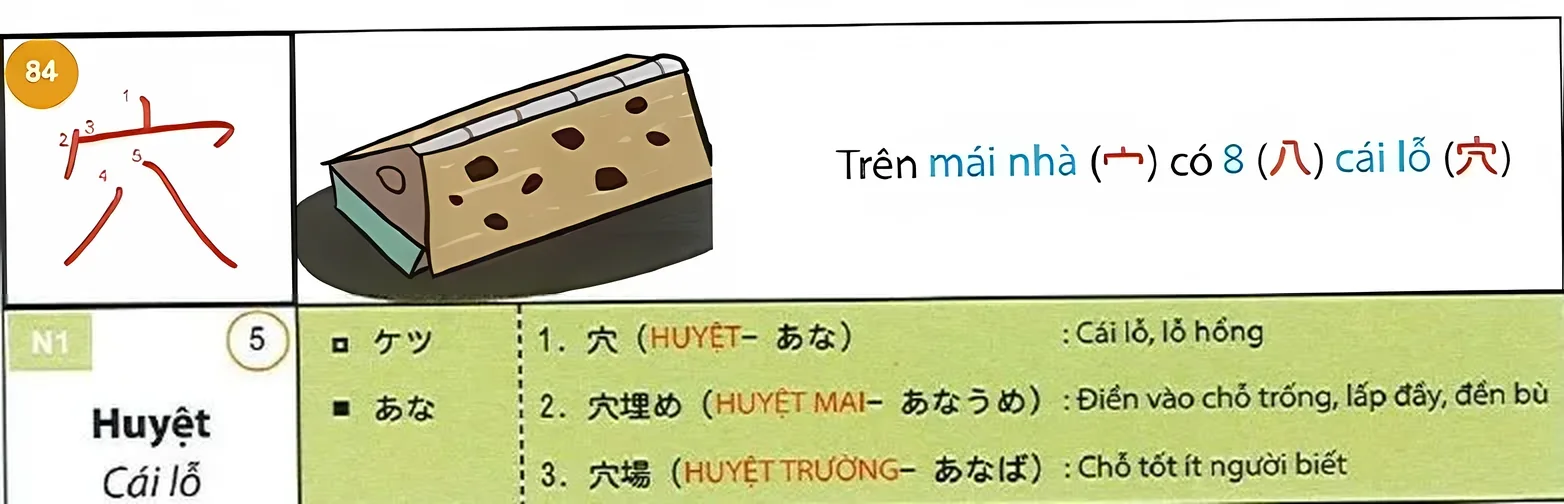 84
1
2 3
5
4
Trên mái nhà (宀) có 8 (八) cái lỗ (穴)
N1 5
Huyệt
Cái lỗ
ケツ
あな
1. 穴 (HUYỆT– あな) : Cái lỗ, lỗ hổng
2. 穴埋め (HUYỆT MAI– あなうめ) : Điền vào chỗ trống, lấp đầy, đền bù
3. 穴場 (HUYỆT TRƯỜNG– あなば) : Chỗ tốt ít người biết